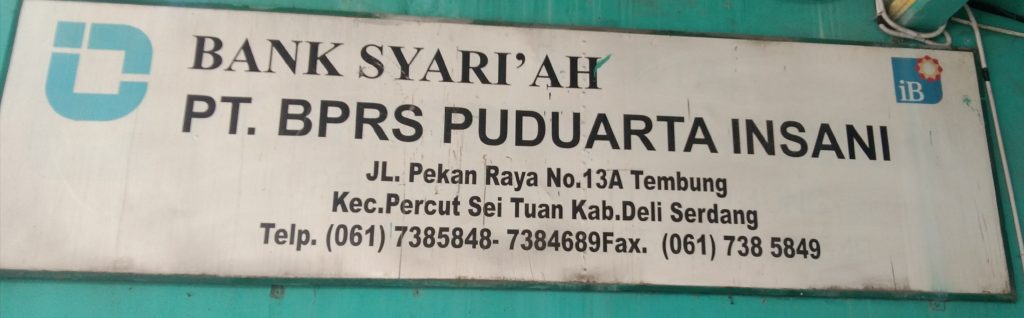 BANK SYARI'AH
iB
PT. BPRS PUDUARTA INSANI
JL. Pekan Raya No.13A Tembung
Kec.Percut Sei Tuan Kab.Deli Serdang
Telp. (061) 7385848- 7384689Fax. (061) 738 5849